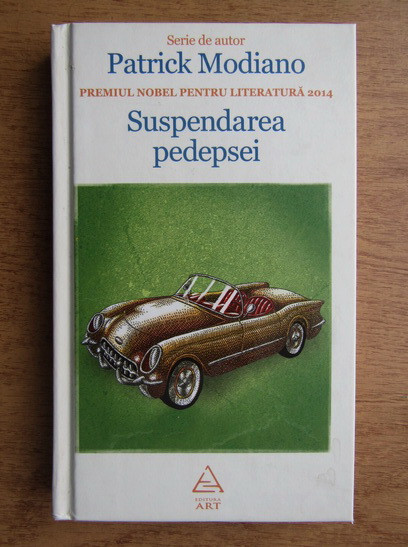 Serie de autor
Patrick Modiano
PREMIUL NOBEL PENTRU LITERATURĂ 2014
Suspendarea
pedepsei
EDITURA
ART